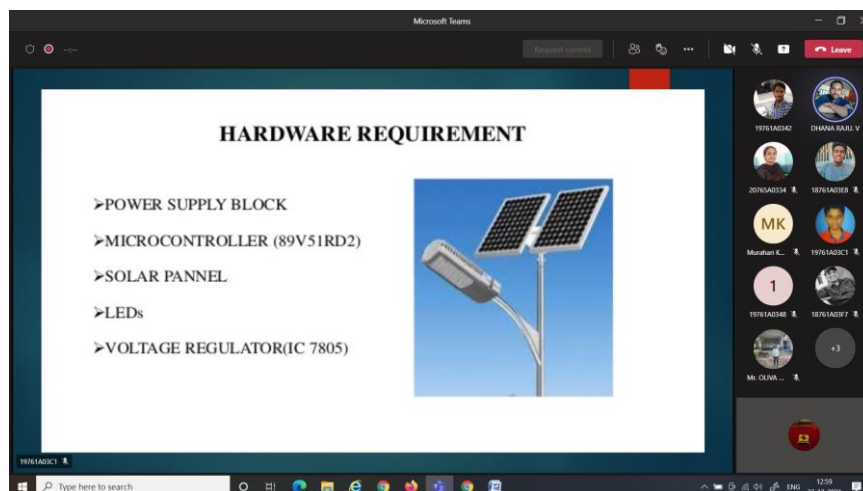 Microsoft Teams
Request control
Leave
HARDWARE REQUIREMENT
➢POWER SUPPLY BLOCK
➢MICROCONTROLLER (89V51RD2)
➢SOLAR PANNEL
➢LEDs
➢VOLTAGE REGULATOR(IC 7805)
19761A03C1
19761A0342
DHANA RAJU. V
20765A0334
18761A03E8
MK
Murahari K...
19761A03C1
1
19761A0348
18761A03F7
Mr. OLIVA ...
+3
Type here to search
ENG
12:59